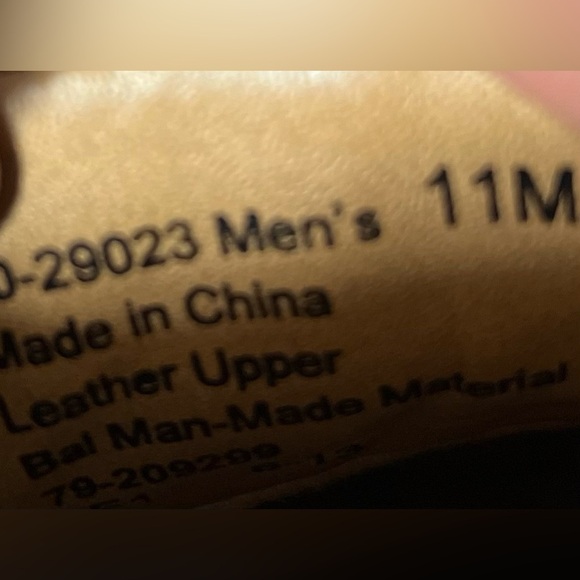 0-29023 Men's 11M
Made in China
Leather Upper
Bal Man-Made Material
79-209299